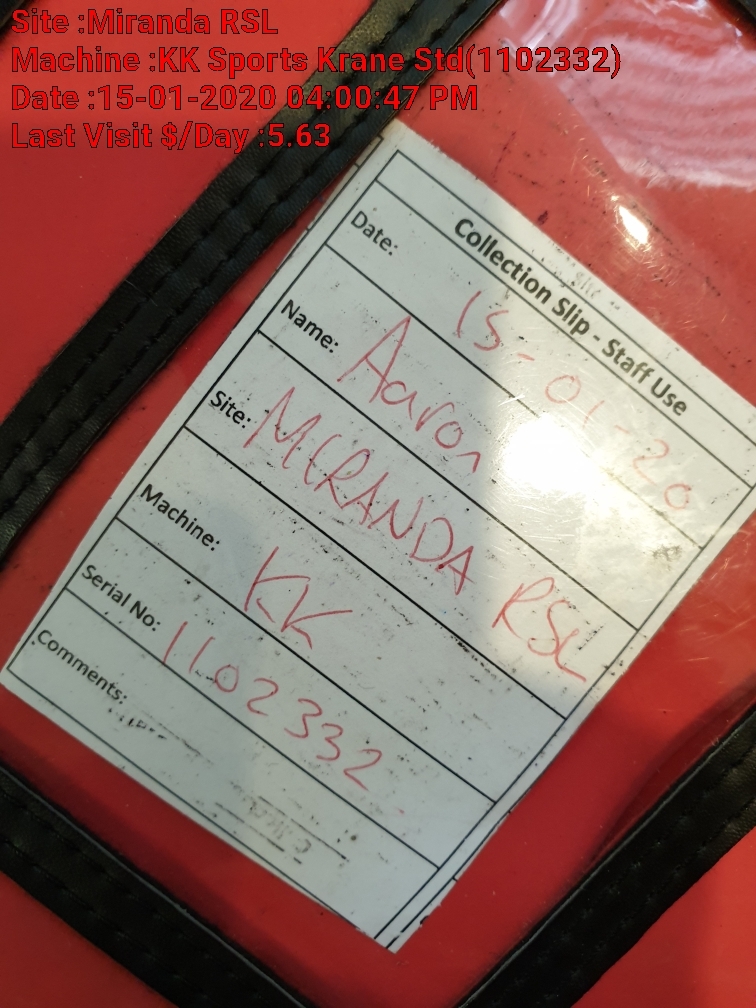 Site :Miranda RSL
Machine :KK Sports Krane Std(1102332)
Date :15-01-2020 04:00:47 PM
Last Visit $/Day :5.63
Collection Slip - Staff Use
Date: 15-01-20
Name: Aaron
Site: MIRANDA RSL
Machine: KK
Serial No: 1102332
Comments: